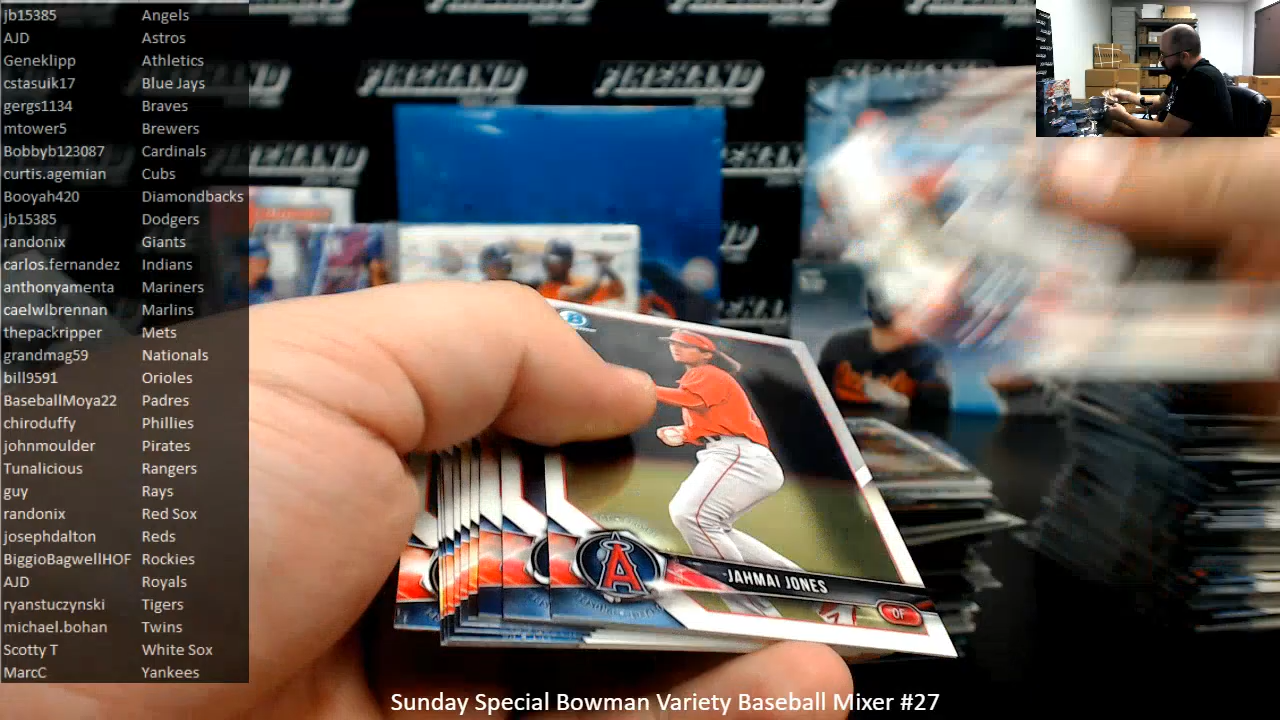 jb15385 Angels
AJD Astros
Geneklipp Athletics
cstasuik17 Blue Jays
gergs1134 Braves
mtower5 Brewers
Bobbyb123087 Cardinals
curtis.agemian Cubs
Booyah420 Diamondbacks
jb15385 Dodgers
randonix Giants
carlos.fernandez Indians
anthonyamenta Mariners
caelwlbrennan Marlins
thepackripper Mets
grandmag59 Nationals
bill9591 Orioles
BaseballMoya22 Padres
chiroduffy Phillies
johnmoulder Pirates
Tunalicious Rangers
guy Rays
randonix Red Sox
josephdalton Reds
BiggioBagwellHOF Rockies
AJD Royals
ryanstuczynski Tigers
michael.bohan Twins
Scotty T White Sox
MarcC Yankees
FIREHAND FIREHAND
A
JAHMAI JONES
OF
Sunday Special Bowman Variety Baseball Mixer #27